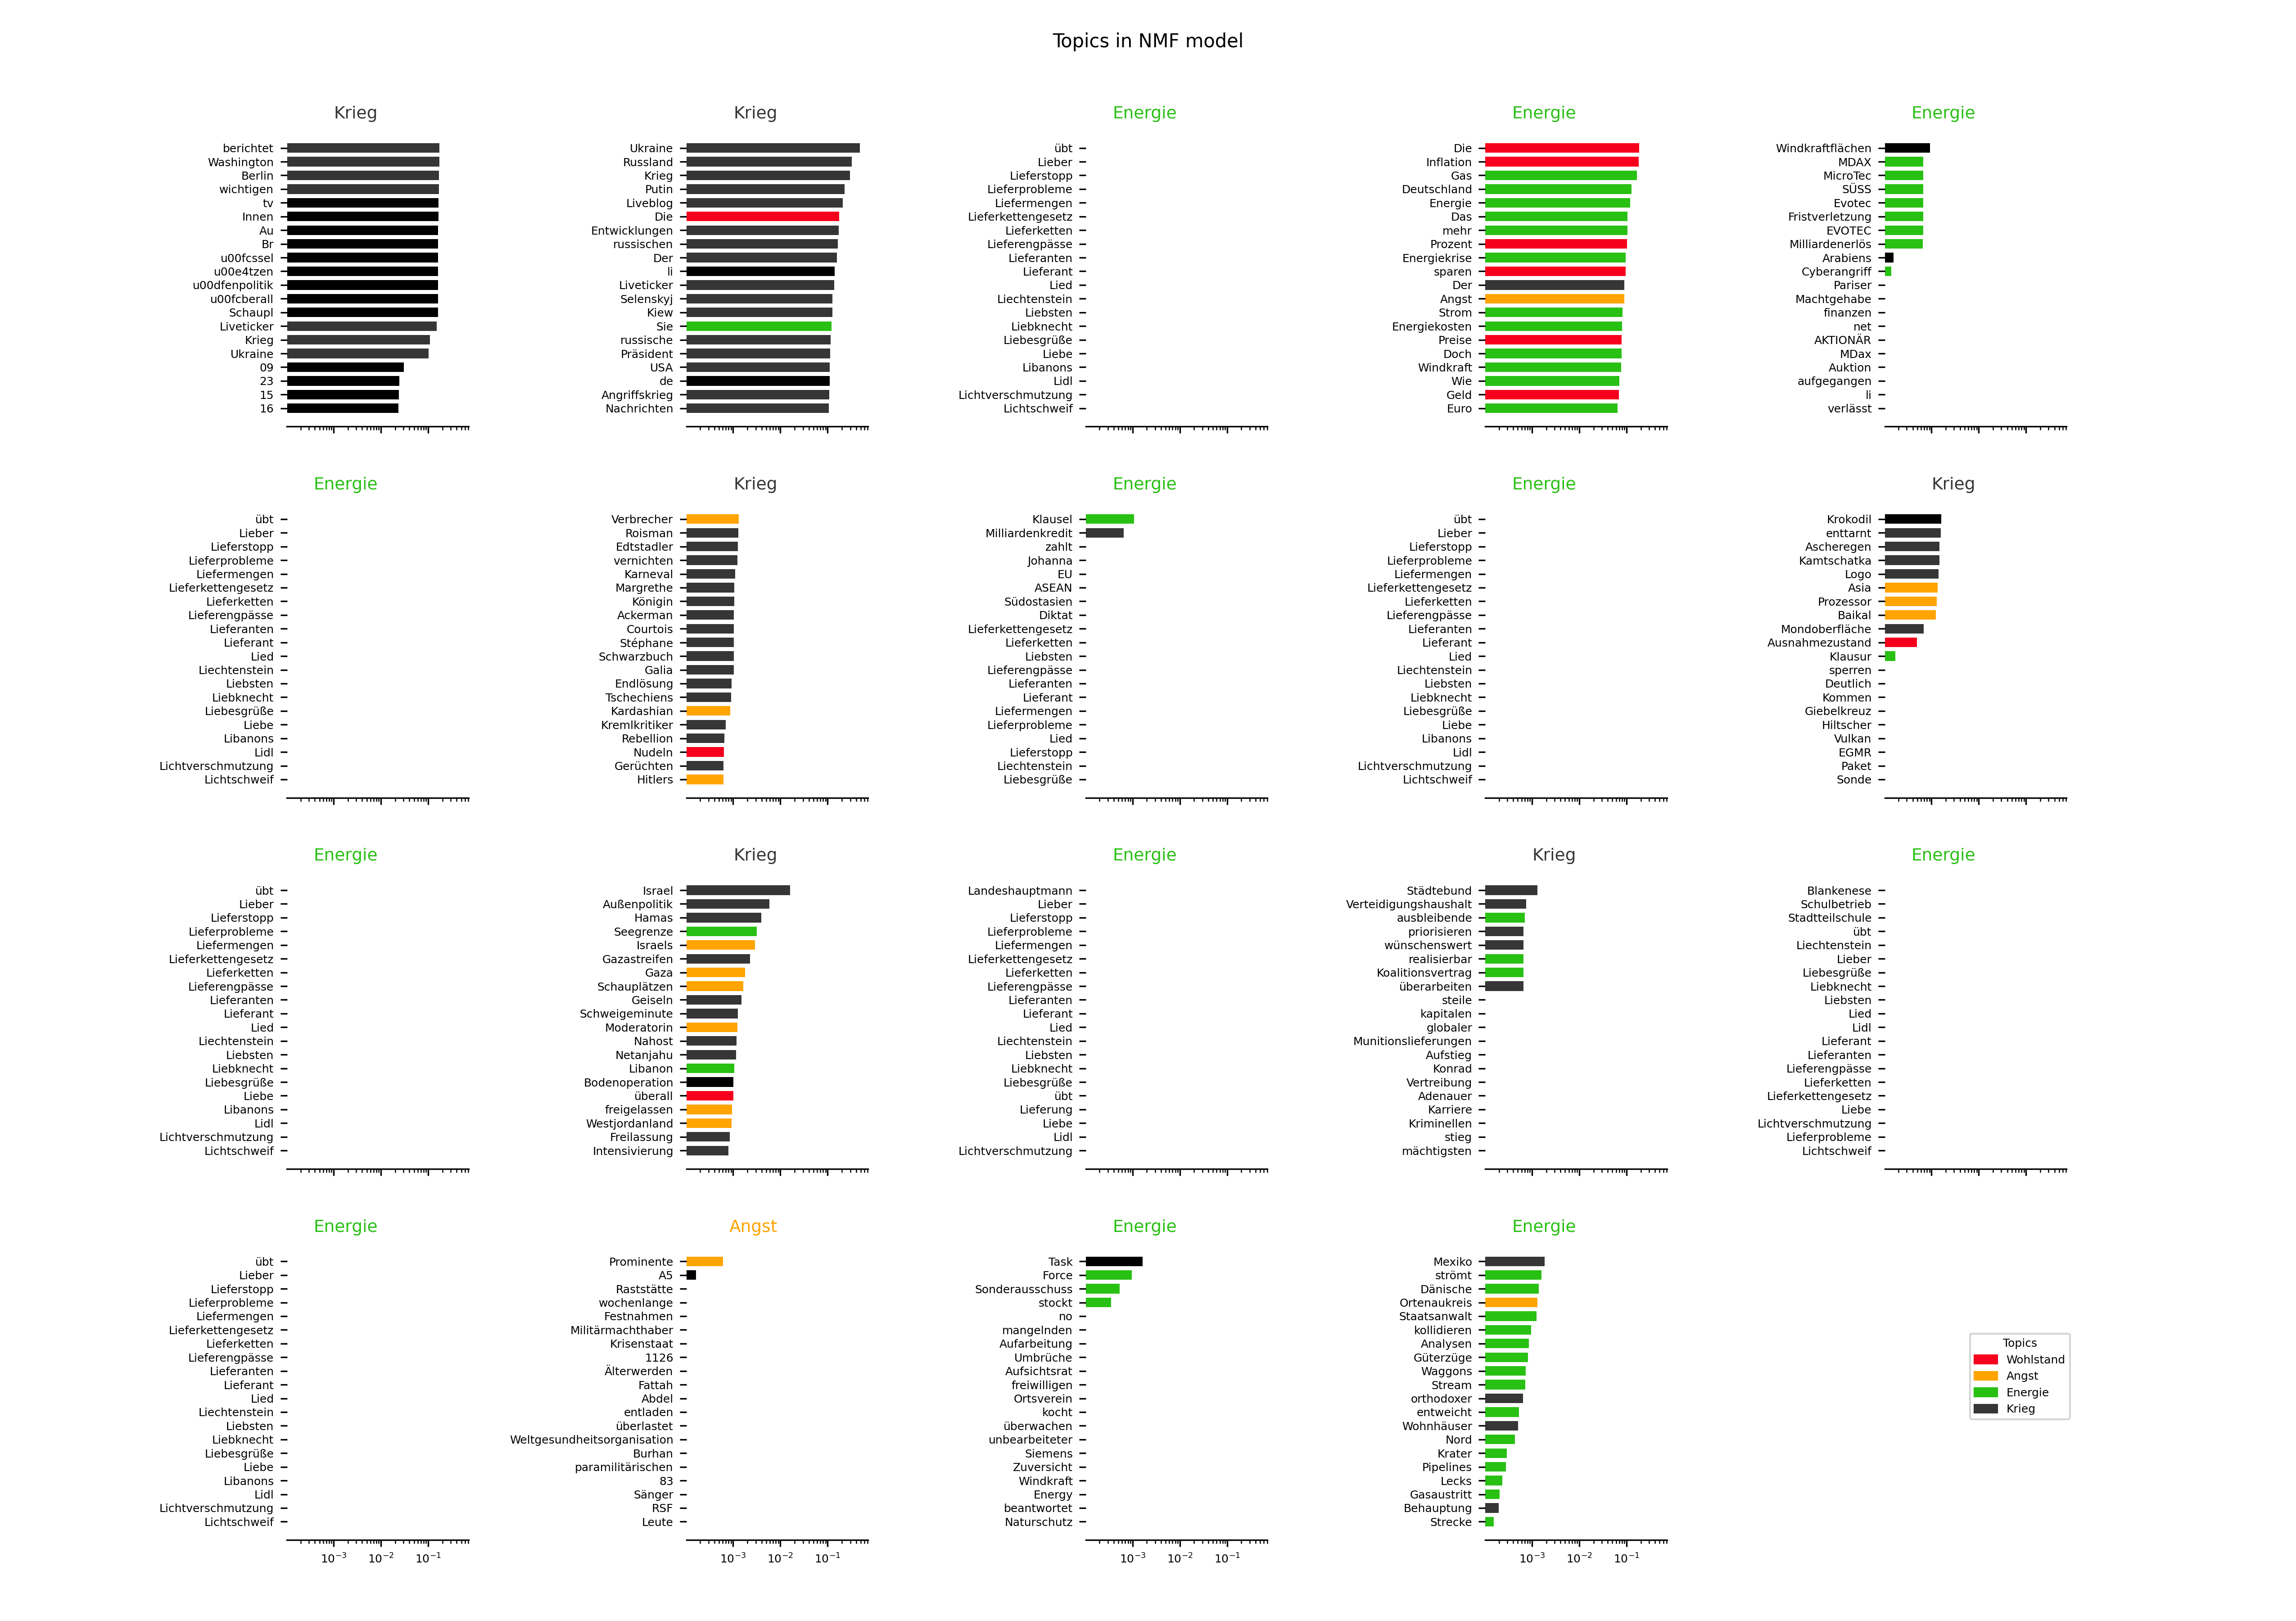 Topics in NMF model
Krieg
berichtet
Washington
Berlin
wichtigen
tv
Innen
Au
Br
u00fcssel
u00e4tzen
u00dfenpolitik
u00fcberall
Schaupl
Liveticker
Krieg
Ukraine
09
23
15
16
Krieg
Ukraine
Russland
Krieg
Putin
Liveblog
Die
Entwicklungen
russischen
Der
li
Liveticker
Selenskyj
Kiew
Sie
russische
Präsident
USA
de
Angriffskrieg
Nachrichten
Energie
übt
Lieber
Lieferstopp
Lieferprobleme
Liefermengen
Lieferkettengesetz
Lieferketten
Lieferengpässe
Lieferanten
Lieferant
Lied
Liechtenstein
Liebsten
Liebknecht
Liebesgrüße
Liebe
Libanons
Lidl
Lichtverschmutzung
Lichtschweif
Energie
Die
Inflation
Gas
Deutschland
Energie
Das
mehr
Prozent
Energiekrise
sparen
Der
Angst
Strom
Energiekosten
Preise
Doch
Windkraft
Wie
Geld
Euro
Energie
Windkraftflächen
MDAX
MicroTec
SÜSS
Evotec
Fristverletzung
EVOTEC
Milliardenerlös
Arabiens
Cyberangriff
Pariser
Machtgehabe
finanzen
net
AKTIONÄR
MDax
Auktion
aufgegangen
li
verlässt
Energie
übt
Lieber
Lieferstopp
Lieferprobleme
Liefermengen
Lieferkettengesetz
Lieferketten
Lieferengpässe
Lieferanten
Lieferant
Lied
Liechtenstein
Liebsten
Liebknecht
Liebesgrüße
Liebe
Libanons
Lidl
Lichtverschmutzung
Lichtschweif
Krieg
Verbrecher
Roisman
Edtstadler
vernichten
Karneval
Margrethe
Königin
Ackerman
Courtois
Stéphane
Schwarzbuch
Galia
Endlösung
Tschechiens
Kardashian
Kremlkritiker
Rebellion
Nudeln
Gerüchten
Hitlers
Energie
Klausel
Milliardenkredit
zahlt
Johanna
EU
ASEAN
Südostasien
Diktat
Lieferkettengesetz
Lieferketten
Liebsten
Lieferengpässe
Lieferanten
Lieferant
Liefermengen
Lieferprobleme
Lied
Lieferstopp
Liechtenstein
Liebesgrüße
Energie
übt
Lieber
Lieferstopp
Lieferprobleme
Liefermengen
Lieferkettengesetz
Lieferketten
Lieferengpässe
Lieferanten
Lieferant
Lied
Liechtenstein
Liebsten
Liebknecht
Liebesgrüße
Liebe
Libanons
Lidl
Lichtverschmutzung
Lichtschweif
Krieg
Krokodil
enttarnt
Ascheregen
Kamtschatka
Logo
Asia
Prozessor
Baikal
Mondoberfläche
Ausnahmezustand
Klausur
sperren
Deutlich
Kommen
Giebelkreuz
Hiltscher
Vulkan
EGMR
Paket
Sonde
Energie
übt
Lieber
Lieferstopp
Lieferprobleme
Liefermengen
Lieferkettengesetz
Lieferketten
Lieferengpässe
Lieferanten
Lieferant
Lied
Liechtenstein
Liebsten
Liebknecht
Liebesgrüße
Liebe
Libanons
Lidl
Lichtverschmutzung
Lichtschweif
Krieg
Israel
Außenpolitik
Hamas
Seegrenze
Israels
Gazastreifen
Gaza
Schauplätzen
Geiseln
Schweigeminute
Moderatorin
Nahost
Netanjahu
Libanon
Bodenoperation
überall
freigelassen
Westjordanland
Freilassung
Intensivierung
Energie
Landeshauptmann
Lieber
Lieferstopp
Lieferprobleme
Liefermengen
Lieferkettengesetz
Lieferketten
Lieferengpässe
Lieferanten
Lieferant
Lied
Liechtenstein
Liebsten
Liebknecht
Liebesgrüße
übt
Lieferung
Liebe
Lidl
Lichtverschmutzung
Krieg
Städtebund
Verteidigungshaushalt
ausbleibende
priorisieren
wünschenswert
realisierbar
Koalitionsvertrag
überarbeiten
steile
kapitalen
globaler
Munitionslieferungen
Aufstieg
Konrad
Vertreibung
Adenauer
Karriere
Kriminellen
stieg
mächtigsten
Energie
Blankenese
Schulbetrieb
Stadtteilschule
übt
Liechtenstein
Lieber
Liebesgrüße
Liebknecht
Liebsten
Lied
Lidl
Lieferant
Lieferanten
Lieferengpässe
Lieferketten
Lieferkettengesetz
Liebe
Lichtverschmutzung
Lieferprobleme
Lichtschweif
Energie
übt
Lieber
Lieferstopp
Lieferprobleme
Liefermengen
Lieferkettengesetz
Lieferketten
Lieferengpässe
Lieferanten
Lieferant
Lied
Liechtenstein
Liebsten
Liebknecht
Liebesgrüße
Liebe
Libanons
Lidl
Lichtverschmutzung
Lichtschweif
10⁻³ 10⁻² 10⁻¹
Angst
Prominente
A5
Raststätte
wochenlange
Festnahmen
Militärmachthaber
Krisenstaat
1126
Älterwerden
Fattah
Abdel
entladen
überlastet
Weltgesundheitsorganisation
Burhan
paramilitärischen
83
Sänger
RSF
Leute
10⁻³ 10⁻² 10⁻¹
Energie
Task
Force
Sonderausschuss
stockt
no
mangelnden
Aufarbeitung
Umbrüche
Aufsichtsrat
freiwilligen
Ortsverein
kocht
überwachen
unbearbeiteter
Siemens
Zuversicht
Windkraft
Energy
beantwortet
Naturschutz
10⁻³ 10⁻² 10⁻¹
Energie
Mexiko
strömt
Dänische
Ortenaukreis
Staatsanwalt
kollidieren
Analysen
Güterzüge
Waggons
Stream
orthodoxer
entweicht
Wohnhäuser
Nord
Krater
Pipelines
Lecks
Gasaustritt
Behauptung
Strecke
10⁻³ 10⁻² 10⁻¹
Topics
Wohlstand
Angst
Energie
Krieg